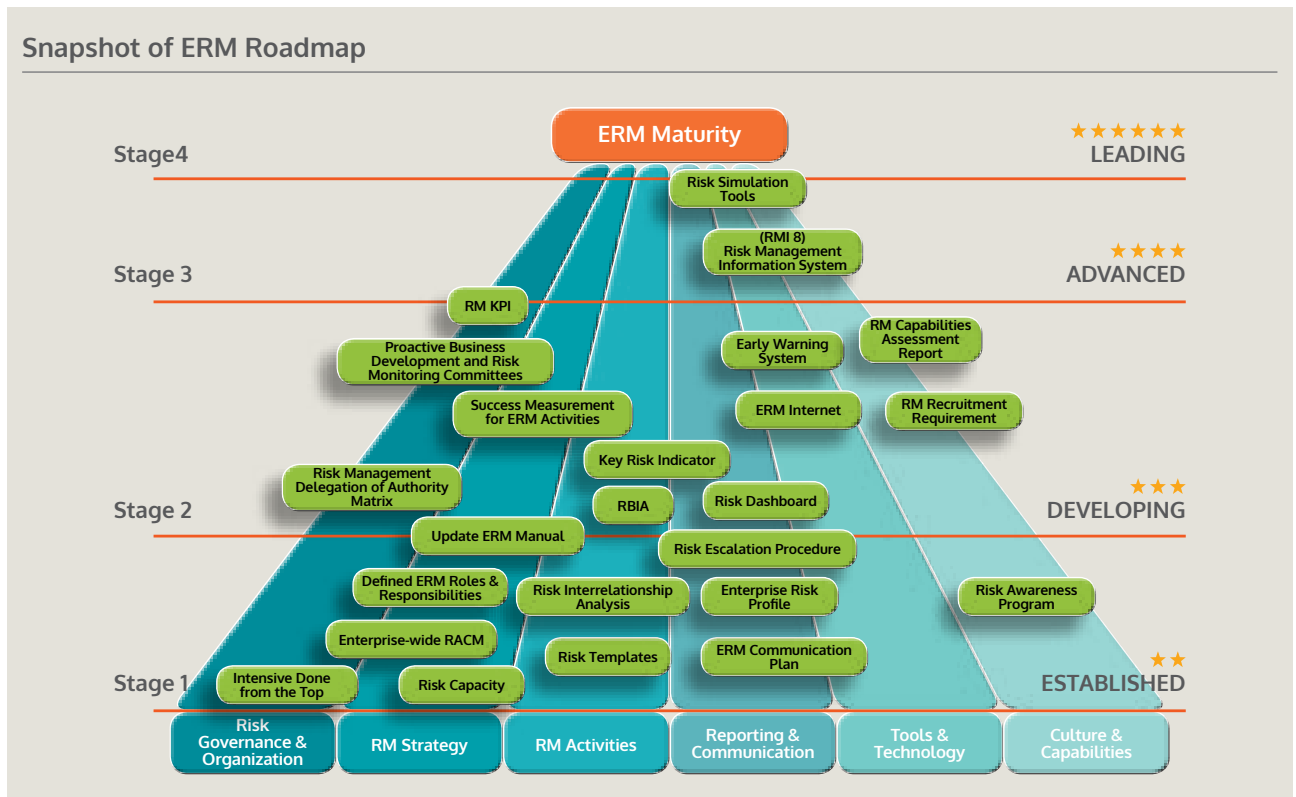 Snapshot of ERM Roadmap
ERM Maturity
Stage4
LEADING
Risk Simulation
Tools
(RMI 8)
Risk Management
Information System
Stage 3
ADVANCED
RM KPI
Proactive Business
Development and Risk
Monitoring Committees
Early Warning
System
RM Capabilities
Assessment
Report
Success Measurement
for ERM Activities
ERM Internet
RM Recruitment
Requirement
Key Risk Indicator
Risk Management
Delegation of Authority
Matrix
RBIA
Risk Dashboard
Stage 2
DEVELOPING
Update ERM Manual
Risk Escalation Procedure
Defined ERM Roles &
Responsibilities
Risk Interrelationship
Analysis
Enterprise Risk
Profile
Risk Awareness
Program
Enterprise-wide RACM
Risk Templates
ERM Communication
Plan
Stage 1
Intensive Done
from the Top
Risk Capacity
ESTABLISHED
Risk
Governance &
Organization
RM Strategy
RM Activities
Reporting &
Communication
Tools &
Technology
Culture &
Capabilities